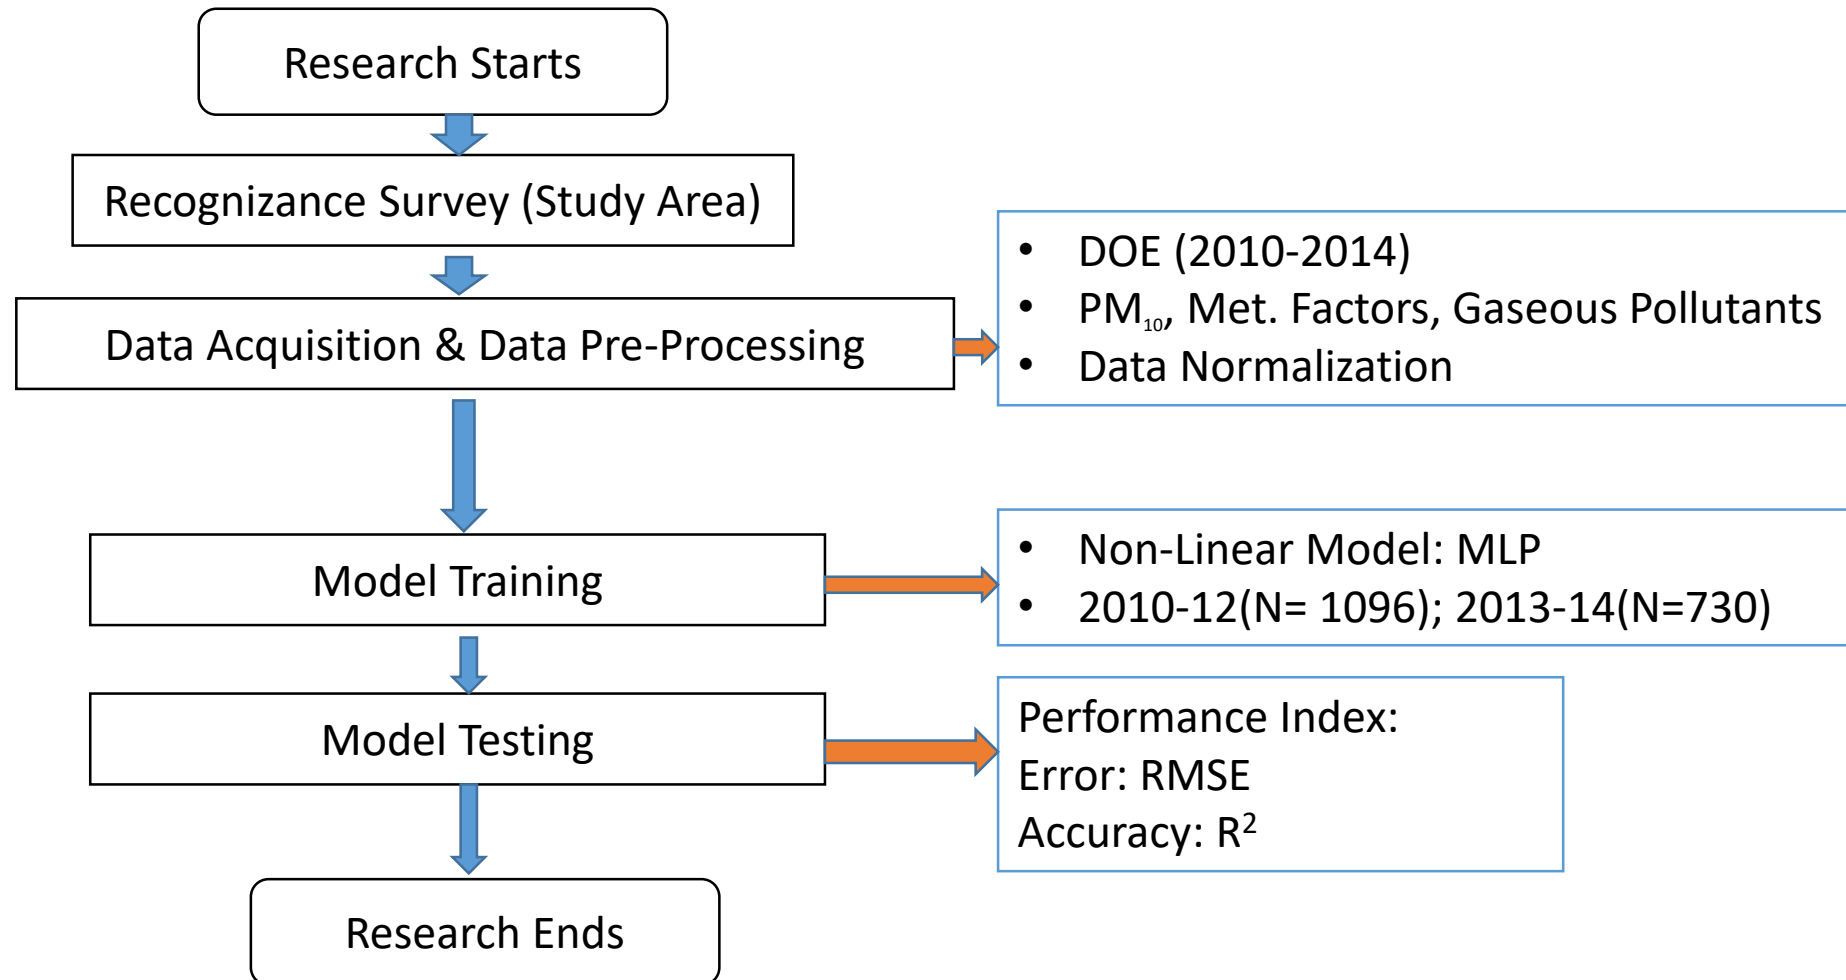 Research Starts
Recognizance Survey (Study Area)
Data Acquisition & Data Pre-Processing
• DOE (2010-2014)
• PM₁₀, Met. Factors, Gaseous Pollutants
• Data Normalization
Model Training
• Non-Linear Model: MLP
• 2010-12(N= 1096); 2013-14(N=730)
Model Testing
Performance Index:
Error: RMSE
Accuracy: R²
Research Ends